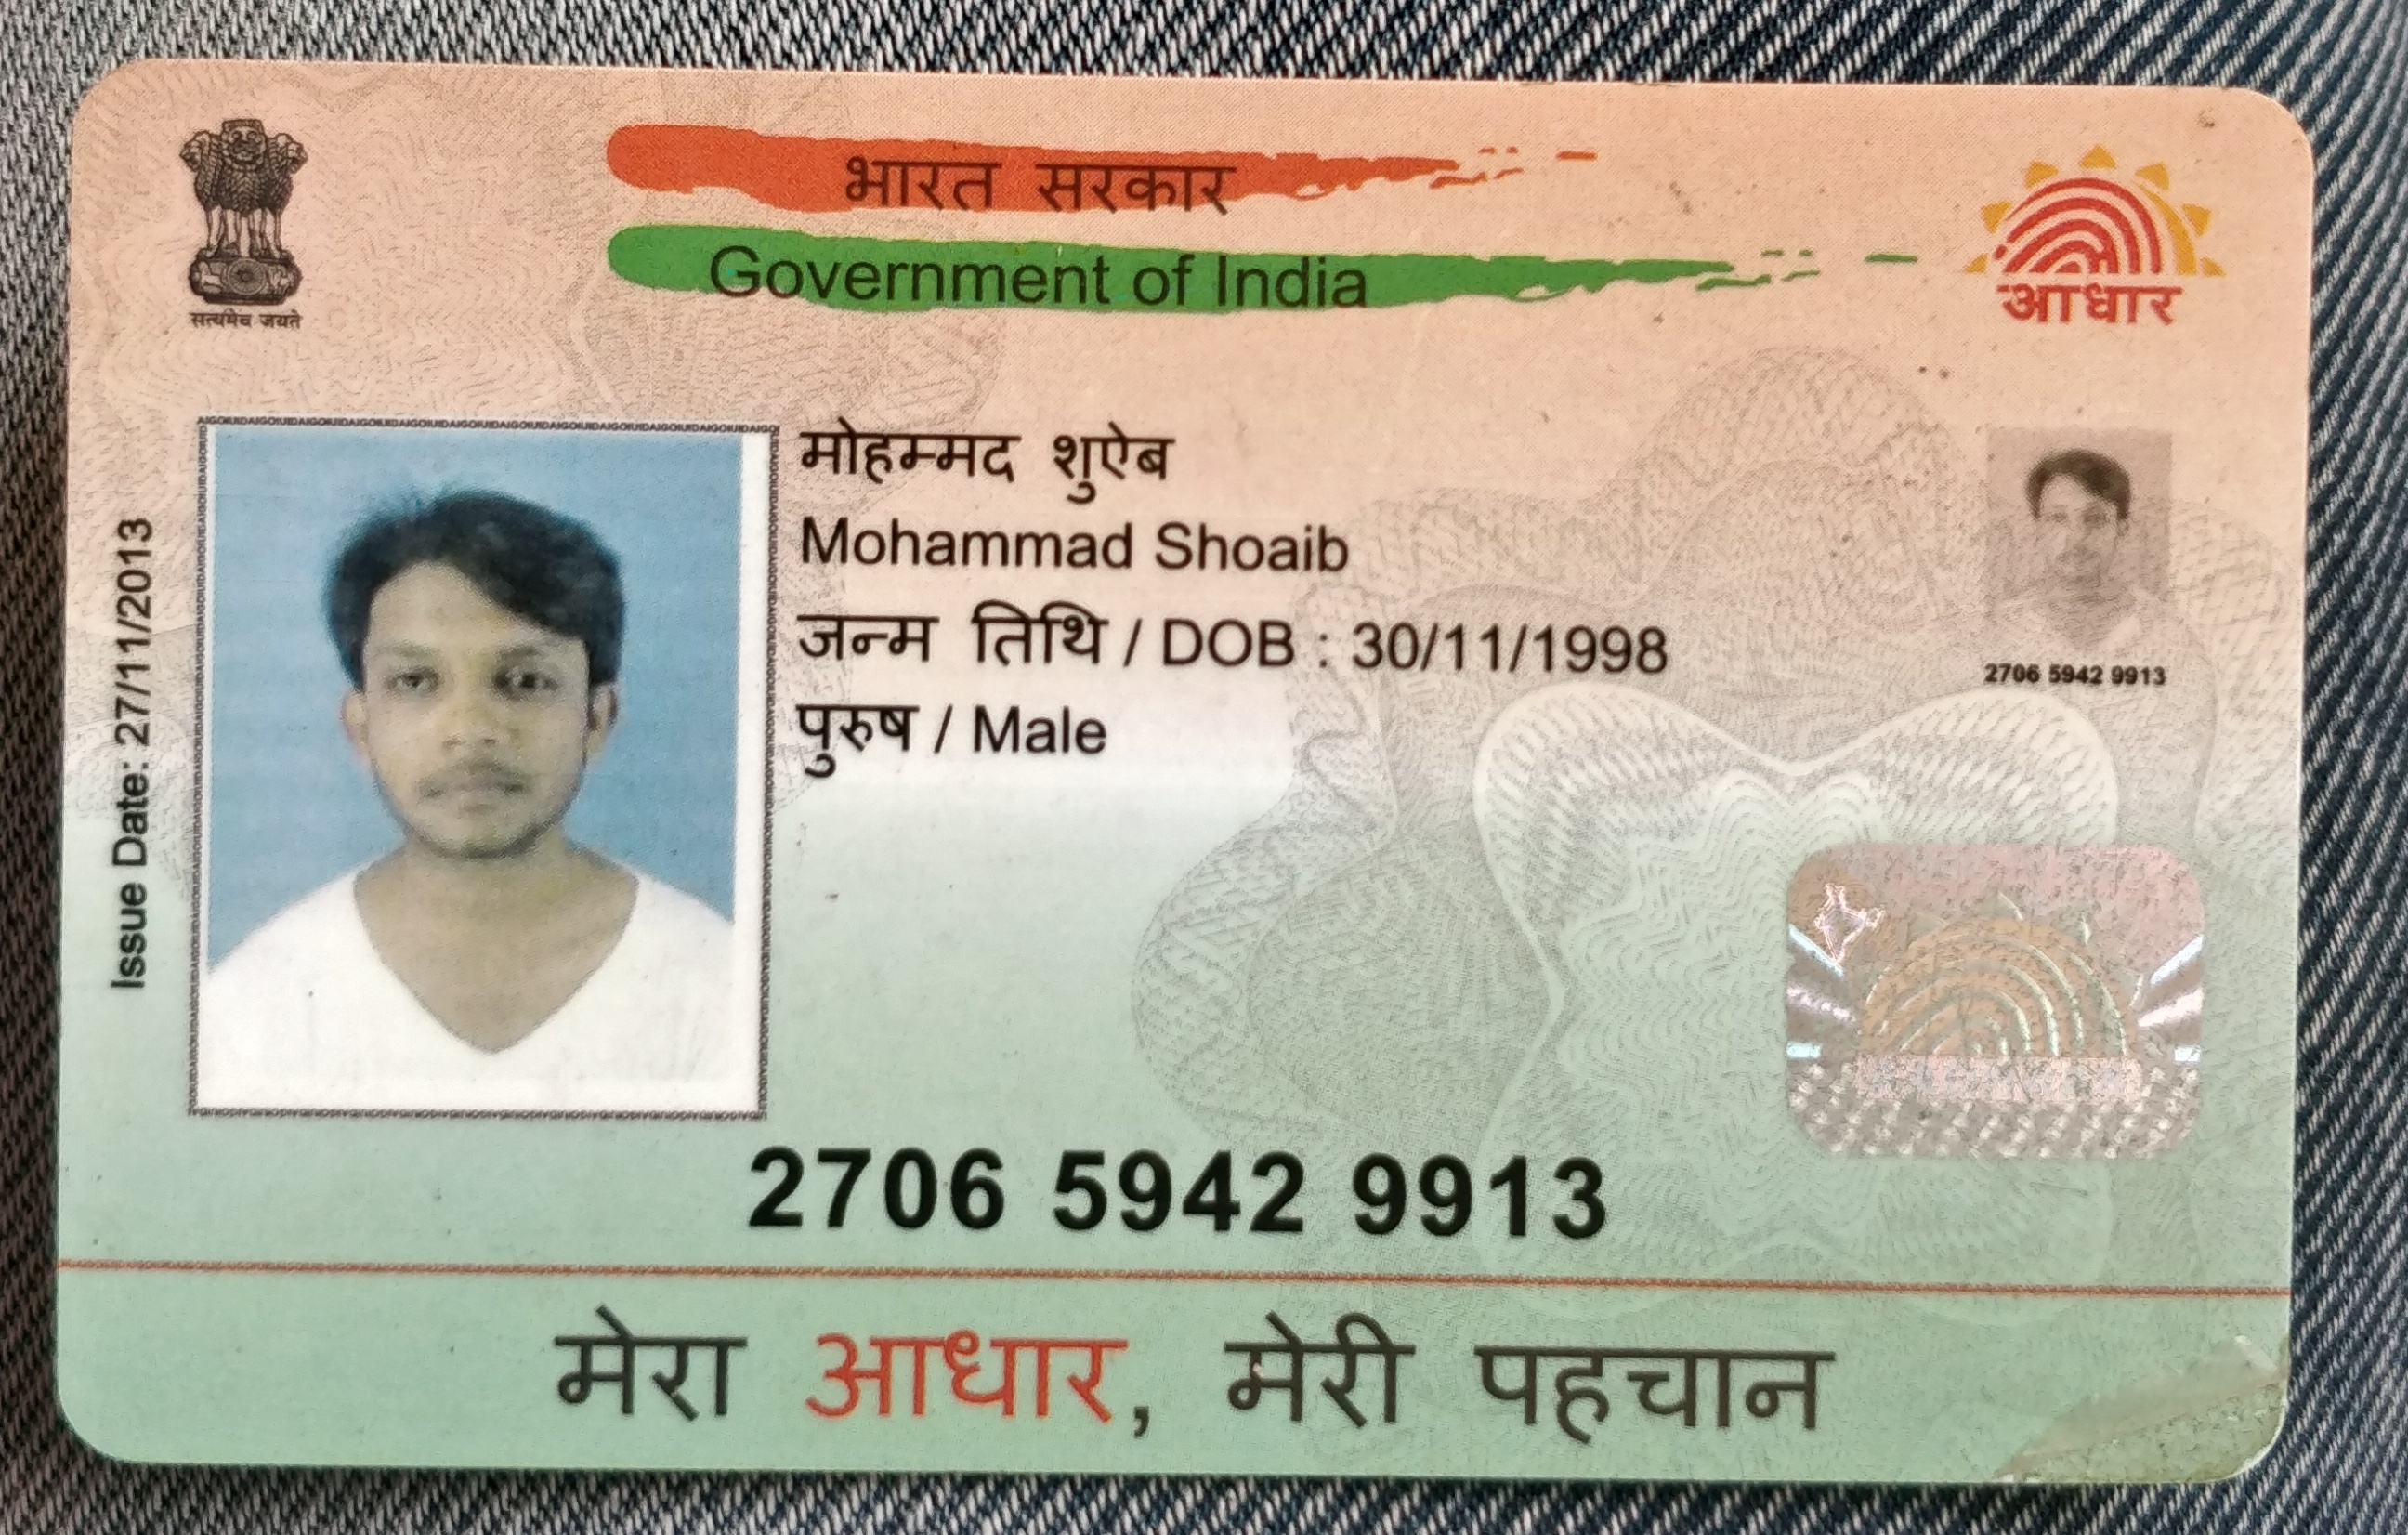 भारत सरकार
Government of India
सत्यमेव जयते
आधार
Issue Date: 27/11/2013
मोहम्मद शुऐब
Mohammad Shoaib
जन्म तिथि / DOB : 30/11/1998
पुरुष / Male
2706 5942 9913
2706 5942 9913
मेरा आधार, मेरी पहचान